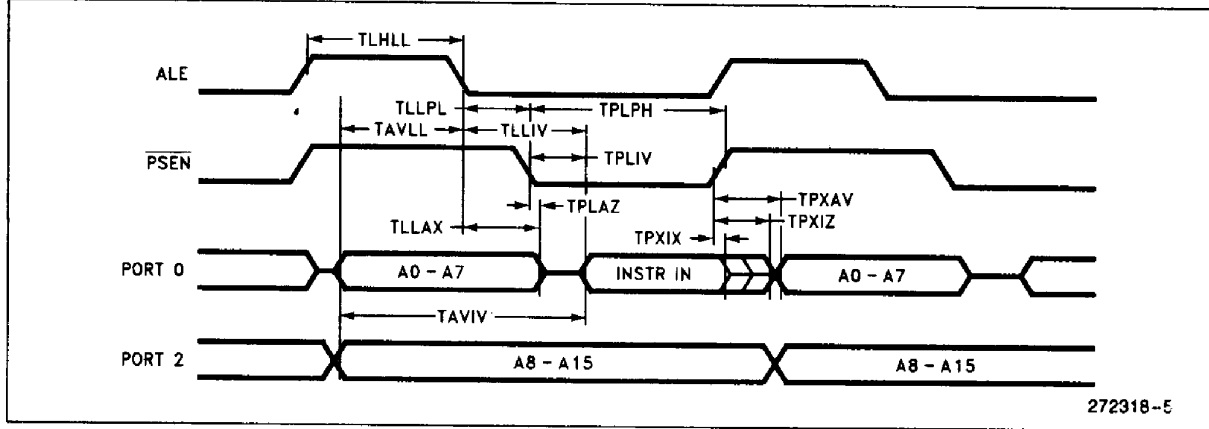 TLHLL
ALE
TLLPL TPLPH
TAVLL TLLIV
PSEN TPLIV
TPXAV
TPLAZ
TPXIZ
TLLAX
TPXIX
PORT 0 A0 – A7 INSTR IN A0 – A7
TAVIV
PORT 2 A8 – A15 A8 – A15
272318–5